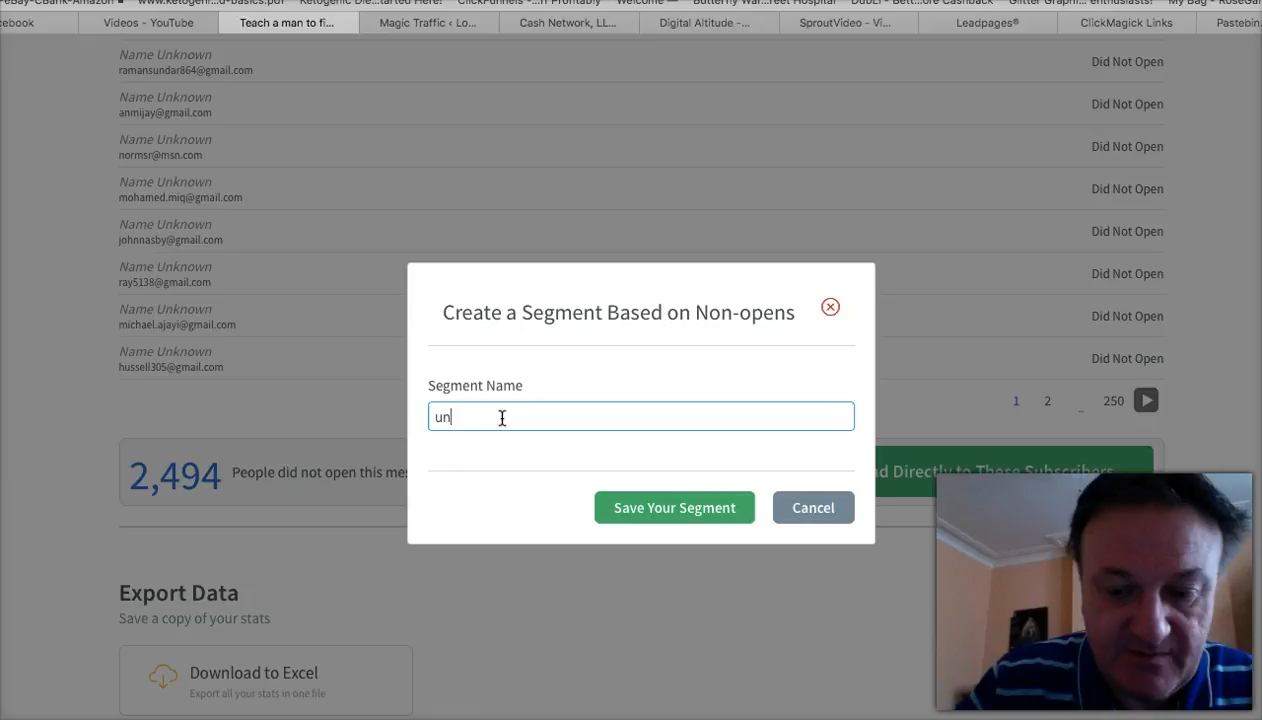 cebook Videos - YouTube Teach a man to fi... Magic Traffic ‹ Lo... Cash Network, LL... Digital Altitude -... SproutVideo - Vi... Leadpages® ClickMagick Links Pastebin.
Name Unknown
ramansundar864@gmail.com
Did Not Open
Name Unknown
anmijay@gmail.com
Did Not Open
Name Unknown
normsr@msn.com
Did Not Open
Name Unknown
mohamed.miq@gmail.com
Did Not Open
Name Unknown
johnnasby@gmail.com
Did Not Open
Name Unknown
ray5138@gmail.com
Did Not Open
Name Unknown
michael.ajayi@gmail.com
Did Not Open
Name Unknown
hussell305@gmail.com
Did Not Open
Create a Segment Based on Non-opens
Segment Name
un
Save Your Segment Cancel
1 2 ... 250
2,494 People did not open this mes
d Directly to These Subscribers
Export Data
Save a copy of your stats
Download to Excel
Export all your stats in one file